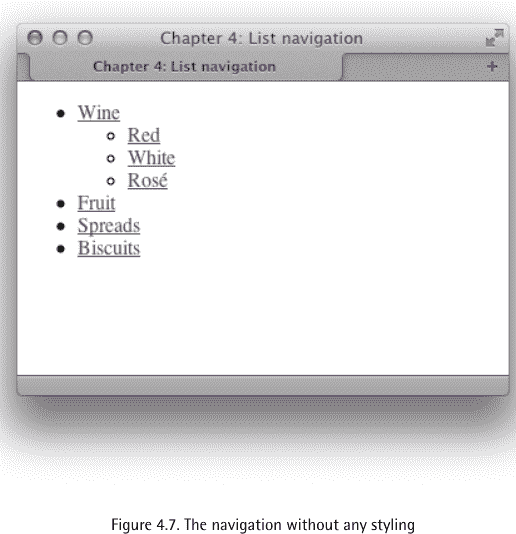 Chapter 4: List navigation
Chapter 4: List navigation
Wine
Red
White
Rosé
Fruit
Spreads
Biscuits
Figure 4.7. The navigation without any styling